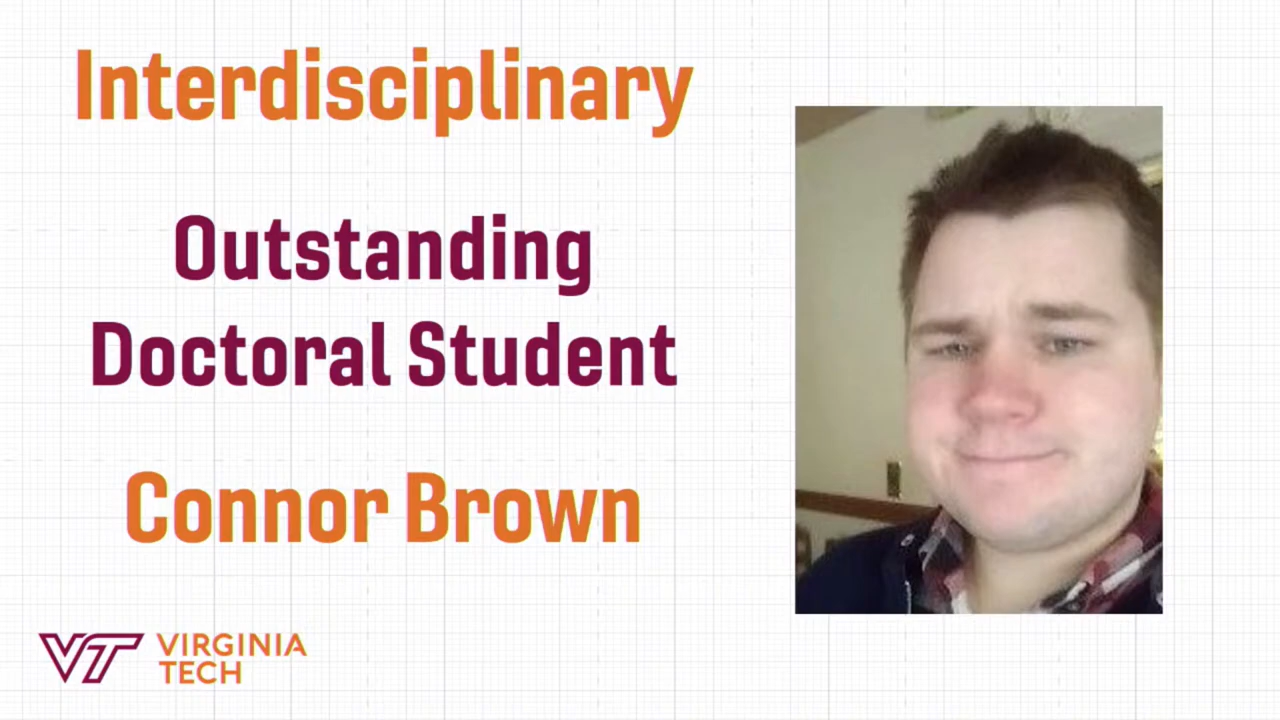 Interdisciplinary
Outstanding
Doctoral Student
Connor Brown
VT VIRGINIA
TECH